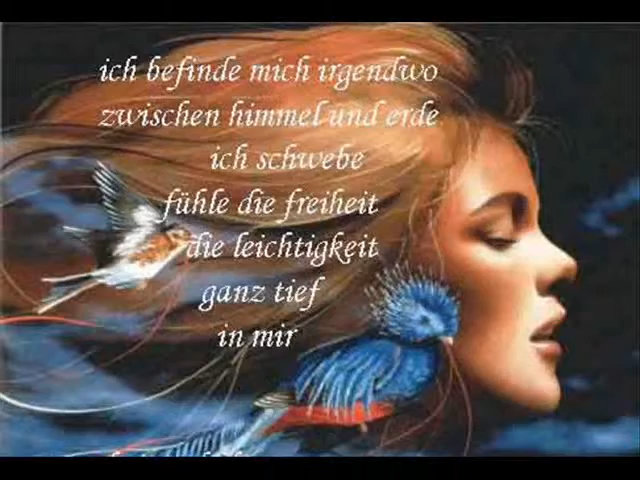 ich befinde mich irgendwo
zwischen himmel und erde
ich schwebe
fühle die freiheit
die leichtigkeit
ganz tief
in mir